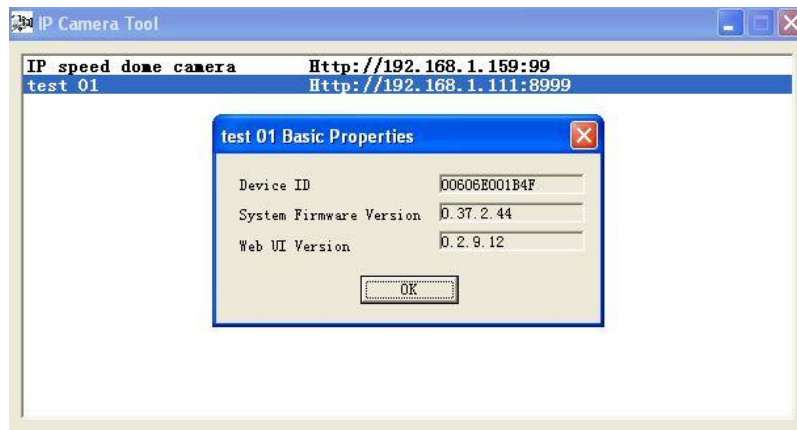 IP Camera Tool
IP speed dome camera Http://192.168.1.159:99
test 01 Http://192.168.1.111:8999
test 01 Basic Properties
Device ID 00606E001B4F
System Firmware Version 0.37.2.44
Web UI Version 0.2.9.12
OK